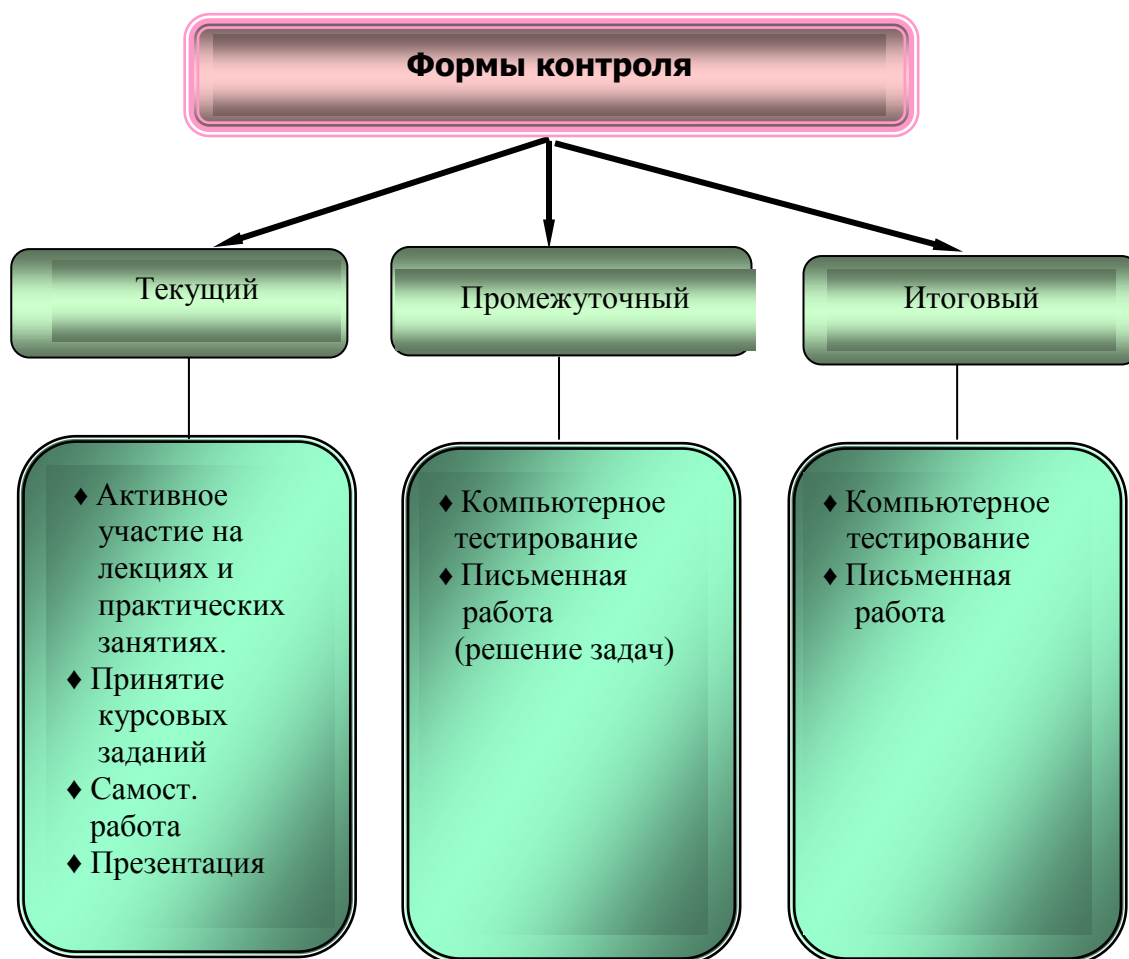 Формы контроля
Текущий
Промежуточный
Итоговый
♦ Активное
участие на
лекциях и
практических
занятиях.
♦ Принятие
курсовых
заданий
♦ Самост.
работа
♦ Презентация
♦ Компьютерное
тестирование
♦ Письменная
работа
(решение задач)
♦ Компьютерное
тестирование
♦ Письменная
работа